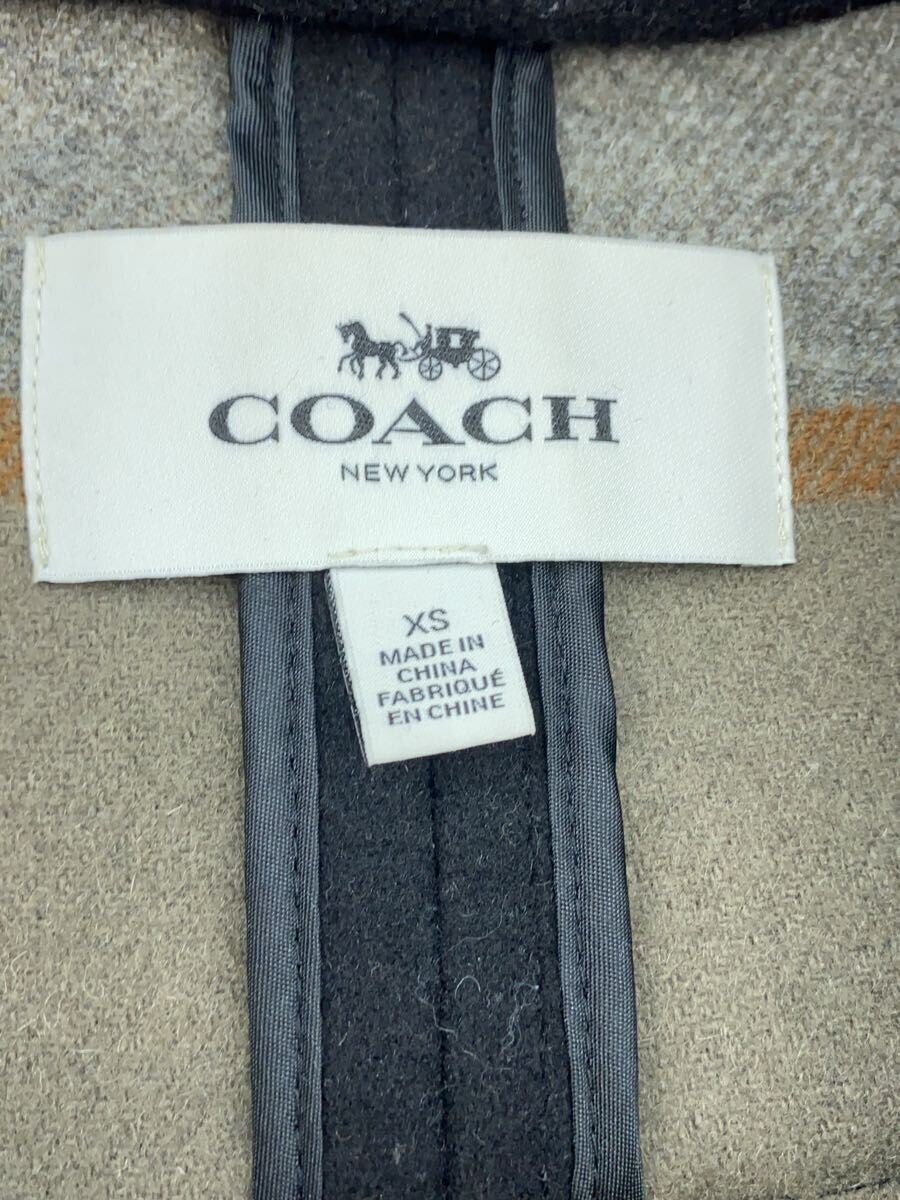 COACH
NEW YORK
XS
MADE IN
CHINA
FABRIQUÉ
EN CHINE